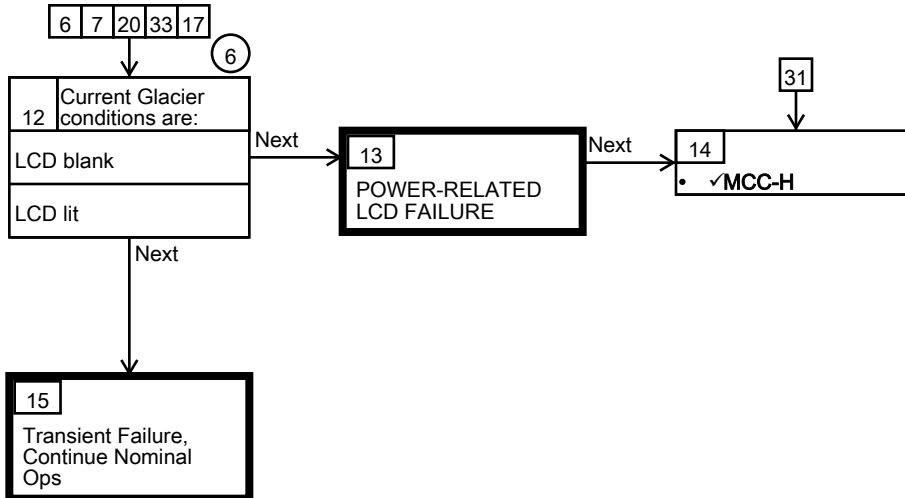 6 7 20 33 17
6
12 Current Glacier
conditions are:
LCD blank
LCD lit
Next
13
POWER-RELATED
LCD FAILURE
Next
31
14
• ✓MCC-H
Next
15
Transient Failure,
Continue Nominal
Ops